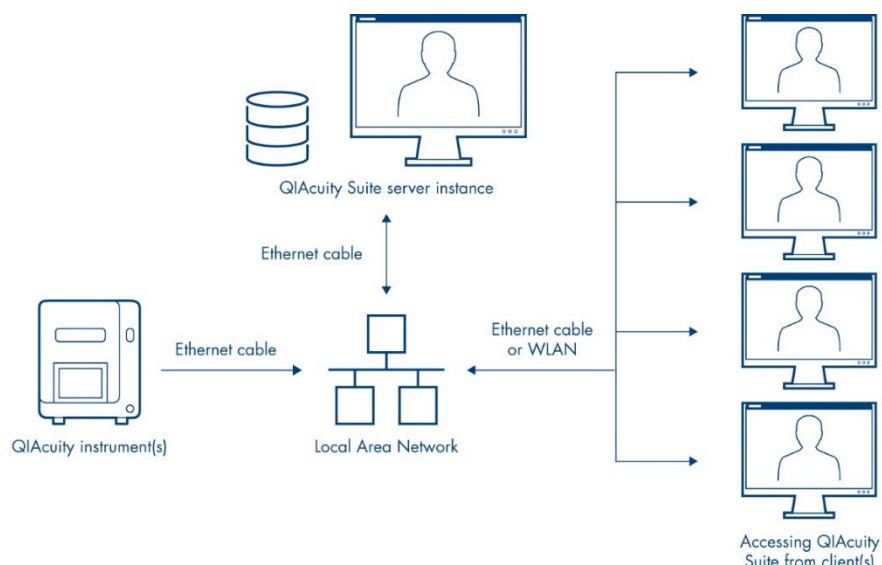 QIAcuity Suite server instance
Ethernet cable
Ethernet cable
Ethernet cable
or WLAN
QIAcuity instrument(s)
Local Area Network
Accessing QIAcuity
Suite from client(s)